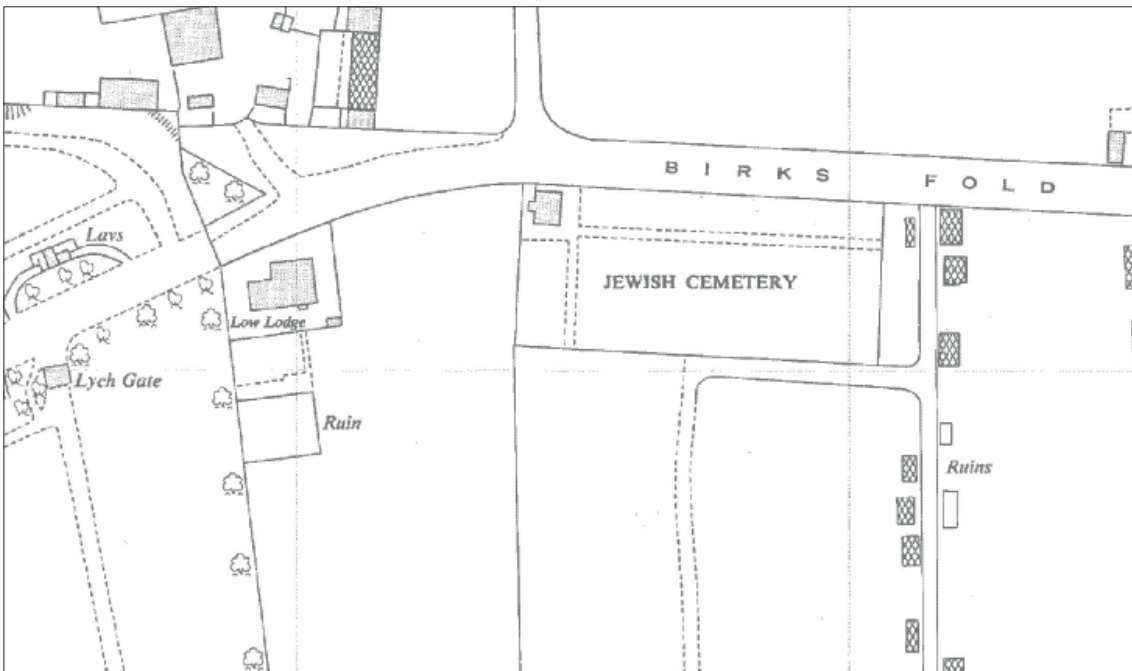 BIRKS FOLD
Lavs
JEWISH CEMETERY
Low Lodge
Lych Gate
Ruin
Ruins